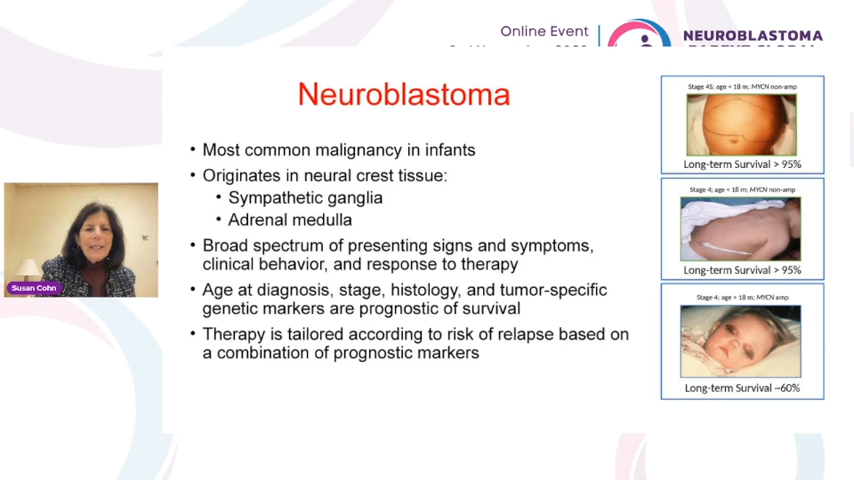 Online Event
NEUROBLASTOMA
Neuroblastoma
• Most common malignancy in infants
• Originates in neural crest tissue:
• Sympathetic ganglia
• Adrenal medulla
• Broad spectrum of presenting signs and symptoms,
clinical behavior, and response to therapy
• Age at diagnosis, stage, histology, and tumor-specific
genetic markers are prognostic of survival
• Therapy is tailored according to risk of relapse based on
a combination of prognostic markers
Stage 4S; age < 18 m; MYCN non-amp
Long-term Survival > 95%
Stage 4; age < 18 m; MYCN non-amp
Long-term Survival > 95%
Stage 4; age > 18 m; MYCN amp
Long-term Survival ~60%
Susan Cohn